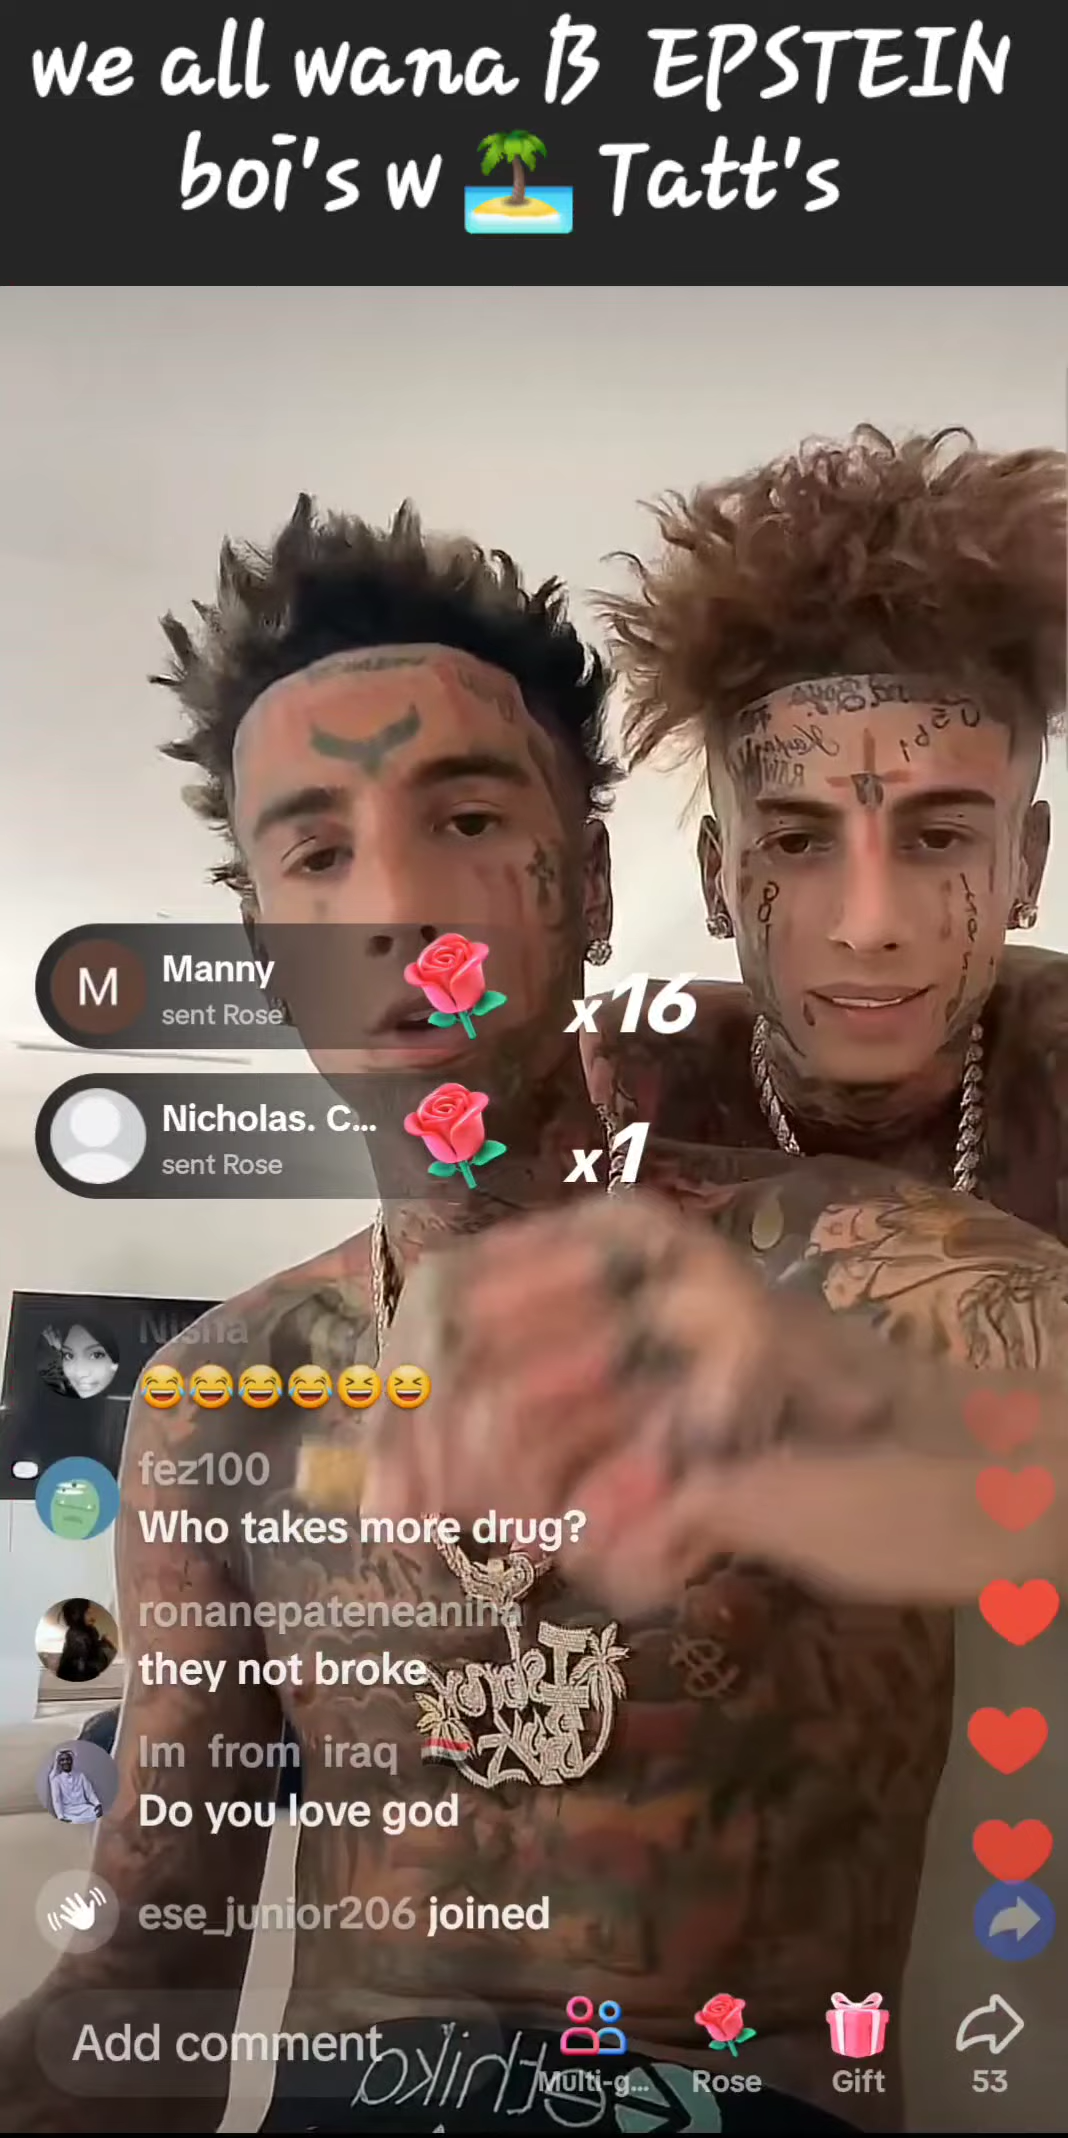 we all wana B EPSTEIN
boi's w 🏝️ Tatt's
Manny
sent Rose
x16
Nicholas. C...
sent Rose
x1
Nisha
😂😂😂😂😆😆
fez100
Who takes more drug?
ronanepateneanina
they not broke
Im from iraq
Do you love god
ese_junior206 joined
Add comment
Multi-g...
Rose
Gift
53